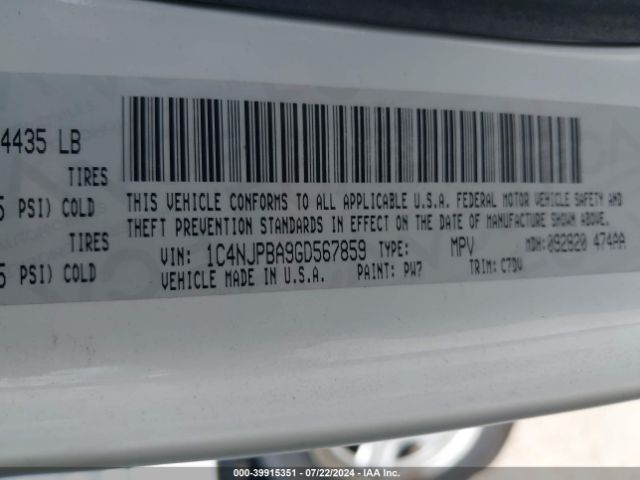 4435 LB
TIRES
5 PSI) COLD
TIRES
5 PSI) COLD
THIS VEHICLE CONFORMS TO ALL APPLICABLE U.S.A. FEDERAL MOTOR VEHICLE SAFETY AND
THEFT PREVENTION STANDARDS IN EFFECT ON THE DATE OF MANUFACTURE SHOWN ABOVE.
VIN: 1C4NJPBA9GD567859 TYPE: MPV MDH:092820 474AA
VEHICLE MADE IN U.S.A. PAINT: PW7 TRIM: C7DV
000-39915351 | 07/22/2024 - IAA Inc.